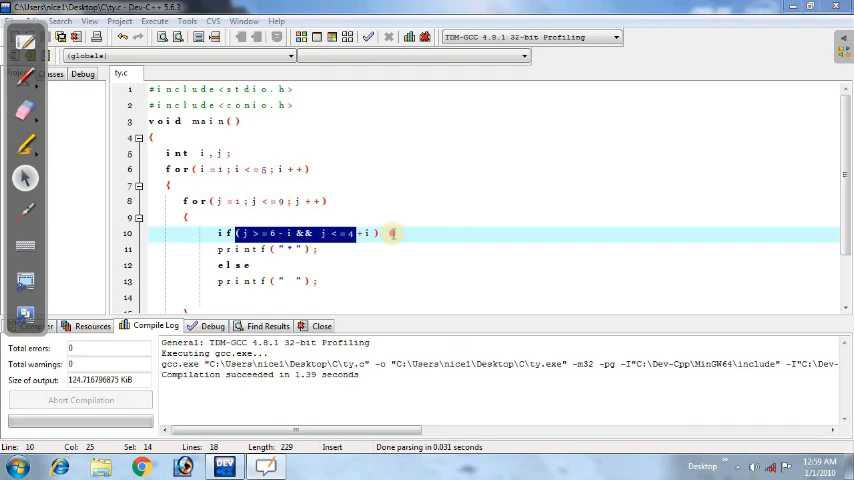 C:\Users\nice1\Desktop\C\ty.c - Dev-C++ 5.6.3
Search View Project Execute Tools CVS Window Help
TDM-GCC 4.8.1 32-bit Profiling
(globals)
Classes Debug ty.c
1 #include<stdio.h>
2 #include<conio.h>
3 void main()
4 {
5 int i,j;
6 for(i=1;i<=5;i++)
7 {
8 for(j=1;j<=9;j++)
9 {
10 if(j>=6-i && j<=4+i)
11 printf("*");
12 else
13 printf(" ");
14
}
Resources Compile Log Debug Find Results Close
Total errors: 0
Total warnings: 0
Size of output: 124.716796875 KiB
Abort Compilation
General: TDM-GCC 4.8.1 32-bit Profiling
Executing gcc.exe...
gcc.exe "C:\Users\nice1\Desktop\C\ty.c" -o "C:\Users\nice1\Desktop\C\ty.exe" -m32 -pg -I"C:\Dev-Cpp\MinGW64\include" -I"C:\Dev-
Compilation succeeded in 1.39 seconds
Line: 10 Col: 25 Sel: 14 Lines: 18 Length: 229 Insert Done parsing in 0.031 seconds
DEV
Desktop
12:59 AM
1/1/2010